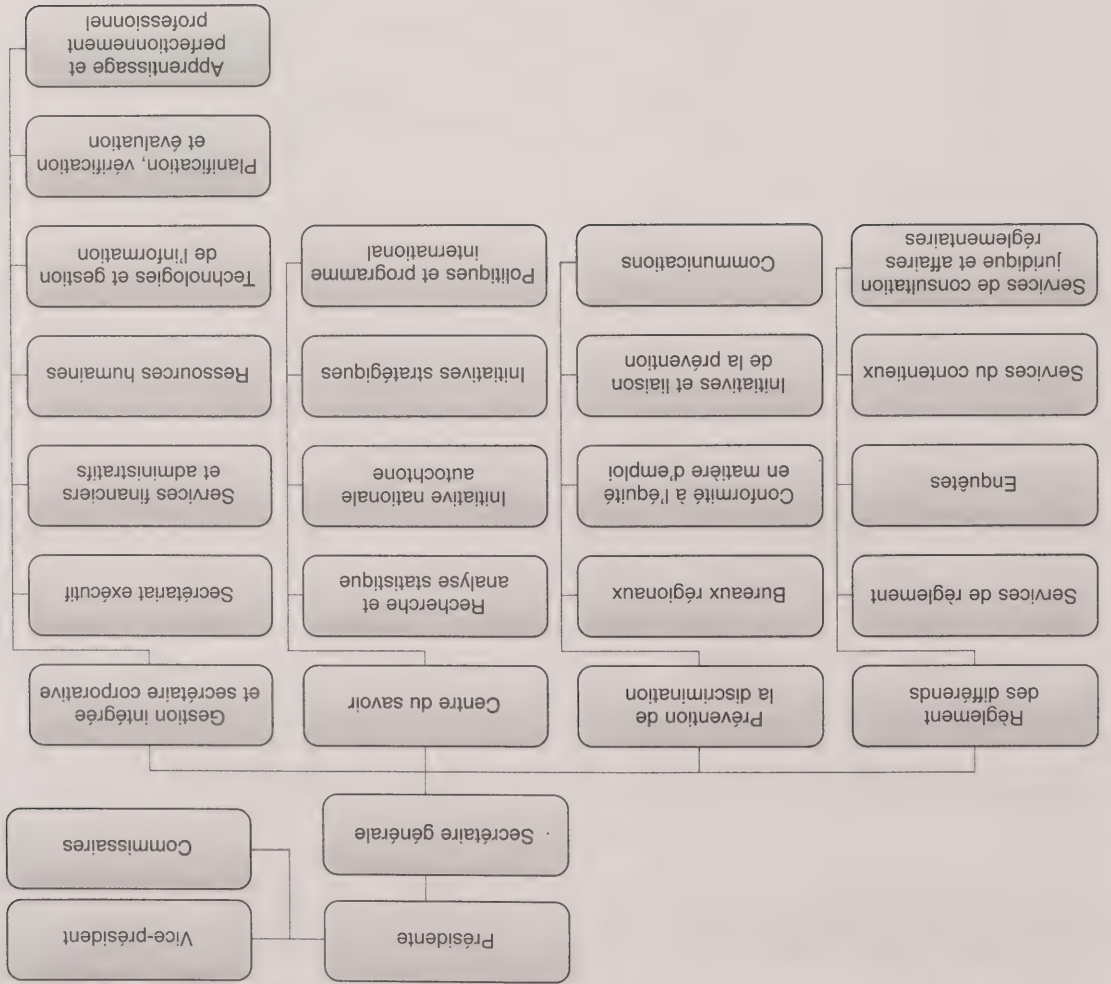 Présidente
Vice-président
Commissaires
Secrétaire générale
Règlement
des différends
Services de règlement
Enquêtes
Services du contentieux
Services de consultation
juridique et affaires
réglementaires
Prévention de
la discrimination
Bureaux régionaux
Conformité à l'équité
en matière d'emploi
Initiatives et liaison
de la prévention
Communications
Centre du savoir
Recherche et
analyse statistique
Initiative nationale
autochtone
Initiatives stratégiques
Politiques et programme
international
Gestion intégrée
et secrétaire corporative
Secrétariat exécutif
Services financiers
et administratifs
Ressources humaines
Technologies et gestion
de l'information
Planification, vérification
et évaluation
Apprentissage et
perfectionnement
professionnel